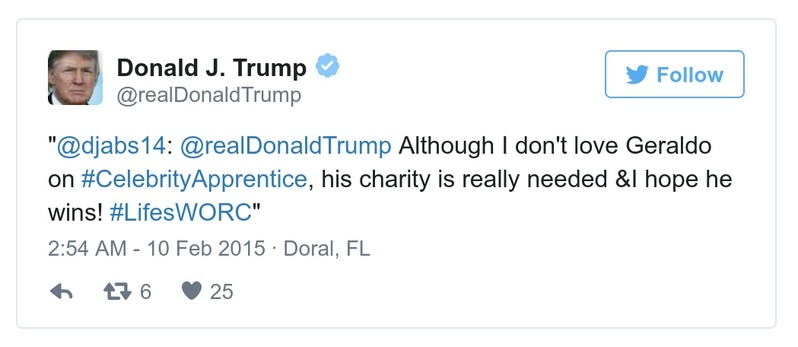 Donald J. Trump
@realDonaldTrump
Follow
"@djabs14: @realDonaldTrump Although I don't love Geraldo
on #CelebrityApprentice, his charity is really needed &I hope he
wins! #LifesWORC"
2:54 AM - 10 Feb 2015 · Doral, FL
6 25